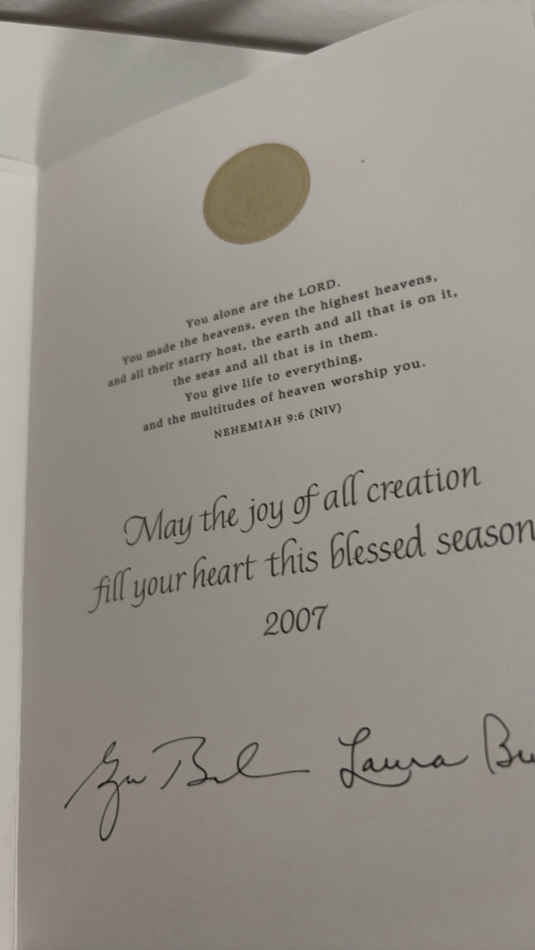 You alone are the LORD.
You made the heavens, even the highest heavens,
and all their starry host, the earth and all that is on it,
the seas and all that is in them.
You give life to everything,
and the multitudes of heaven worship you.
NEHEMIAH 9:6 (NIV)
May the joy of all creation
fill your heart this blessed season
2007
Laura Bu